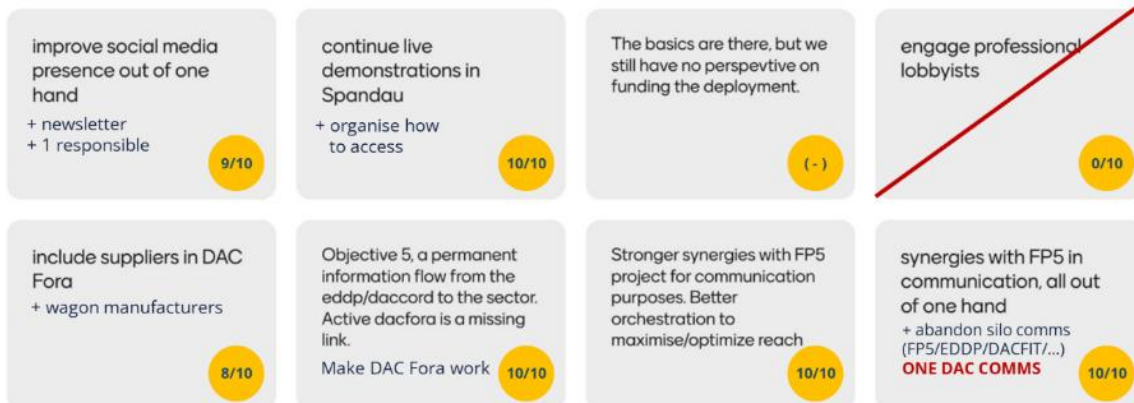 improve social media
presence out of one
hand
+ newsletter
+ 1 responsible
9/10
continue live
demonstrations in
Spandau
+ organise how
to access
10/10
The basics are there, but we
still have no perspevtive on
funding the deployment.
( - )
engage professional
lobbyists
0/10
include suppliers in DAC
Fora
+ wagon manufacturers
8/10
Objective 5, a permanent
information flow from the
eddp/daccord to the sector.
Active dacfora is a missing
link.
Make DAC Fora work
10/10
Stronger synergies with FP5
project for communication
purposes. Better
orchestration to
maximise/optimize reach
10/10
synergies with FP5 in
communication, all out
of one hand
+ abandon silo comms
(FP5/EDDP/DACFIT/...)
ONE DAC COMMS
10/10